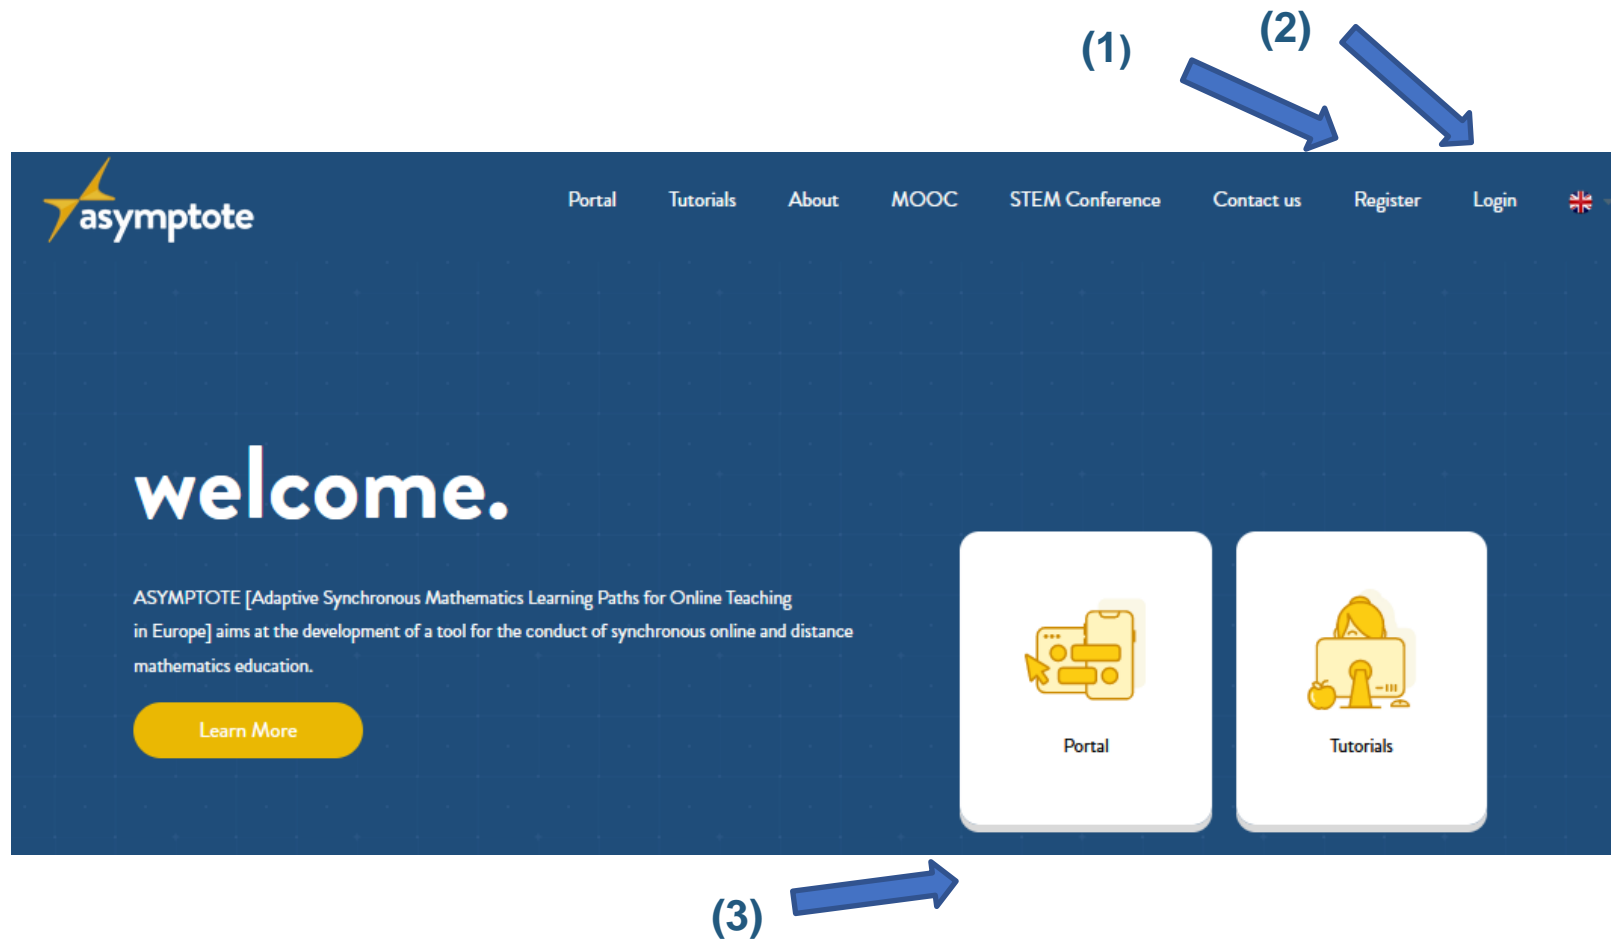 (1)
(2)
asymptote
Portal Tutorials About MOOC STEM Conference Contact us Register Login
welcome.
ASYMPTOTE [Adaptive Synchronous Mathematics Learning Paths for Online Teaching
in Europe] aims at the development of a tool for the conduct of synchronous online and distance
mathematics education.
Learn More
Portal
Tutorials
(3)